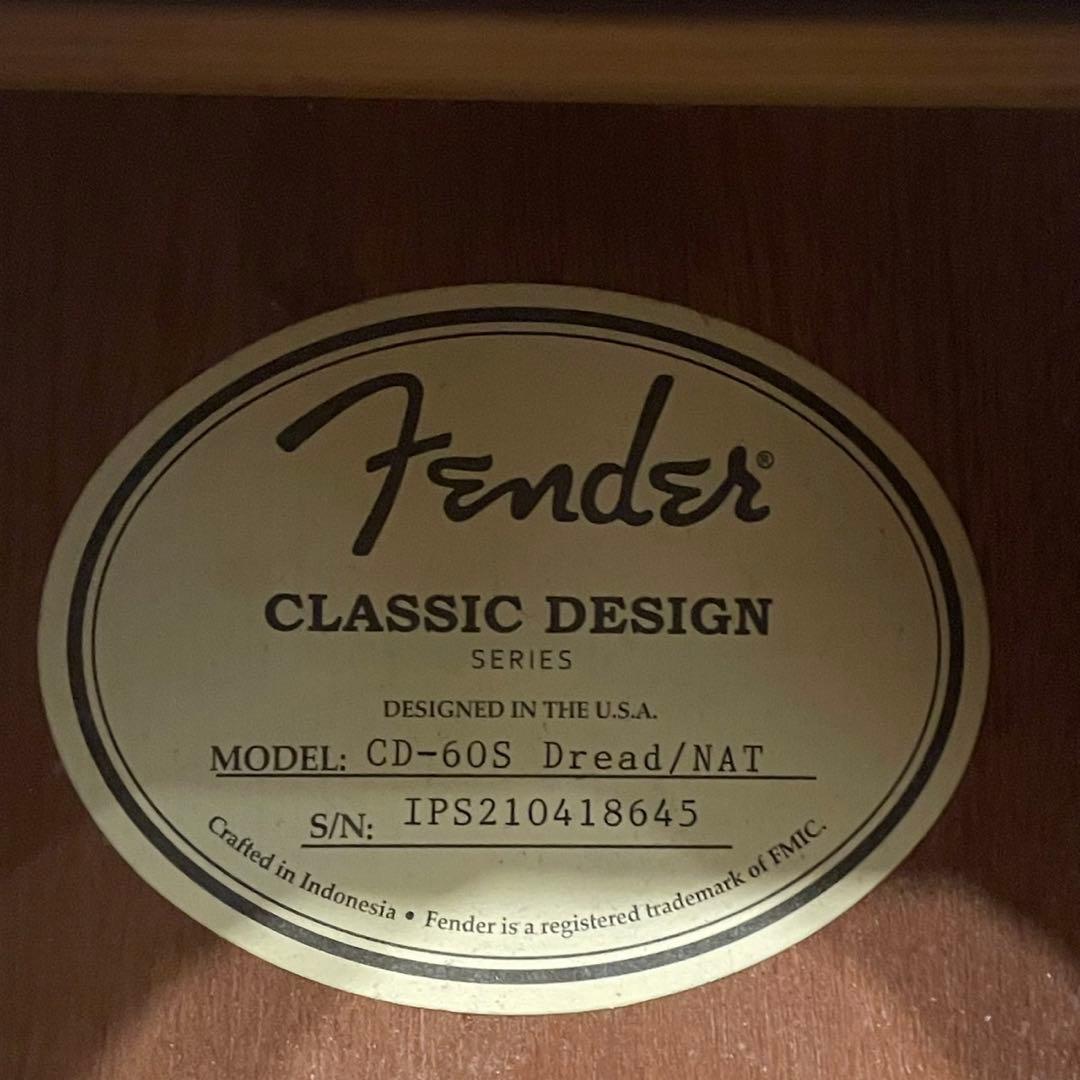 Fender®
CLASSIC DESIGN
SERIES
DESIGNED IN THE U.S.A.
MODEL: CD-60S Dread/NAT
S/N: IPS210418645
Crafted in Indonesia • Fender is a registered trademark of FMIC.